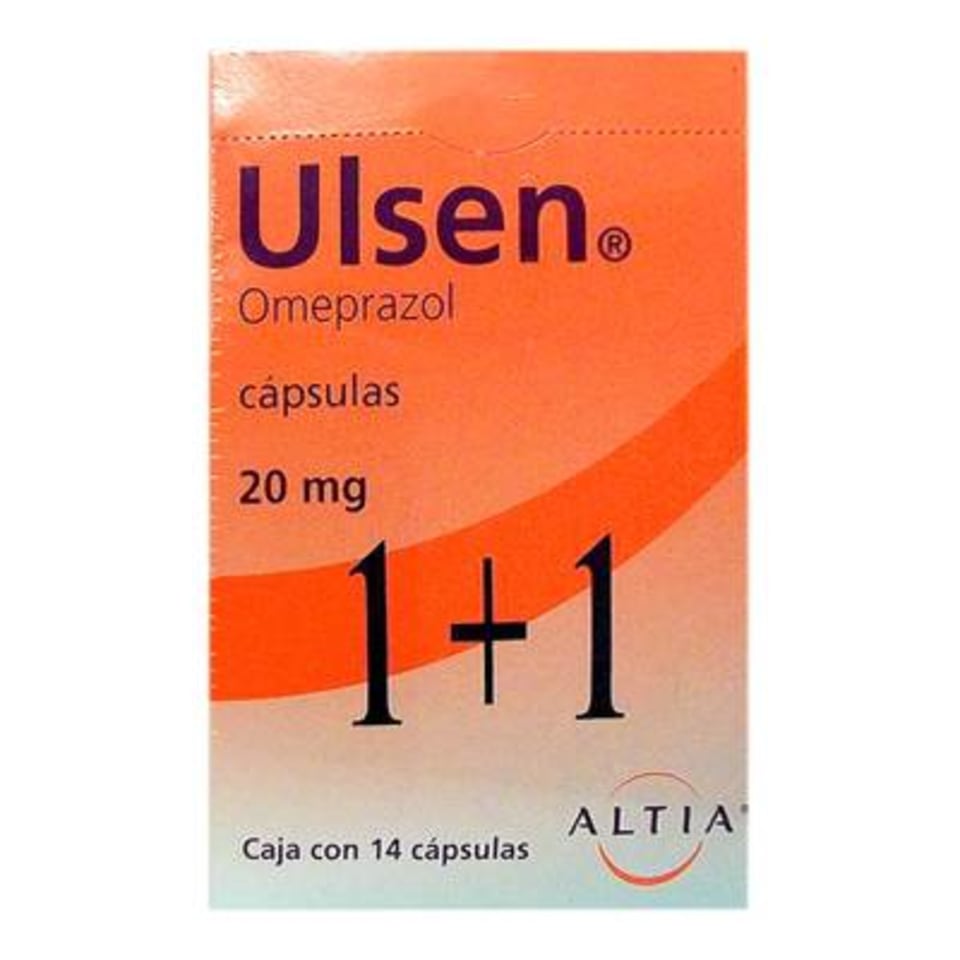 Ulsen®
Omeprazol
cápsulas
20 mg
1+1
ALTIA®
Caja con 14 cápsulas